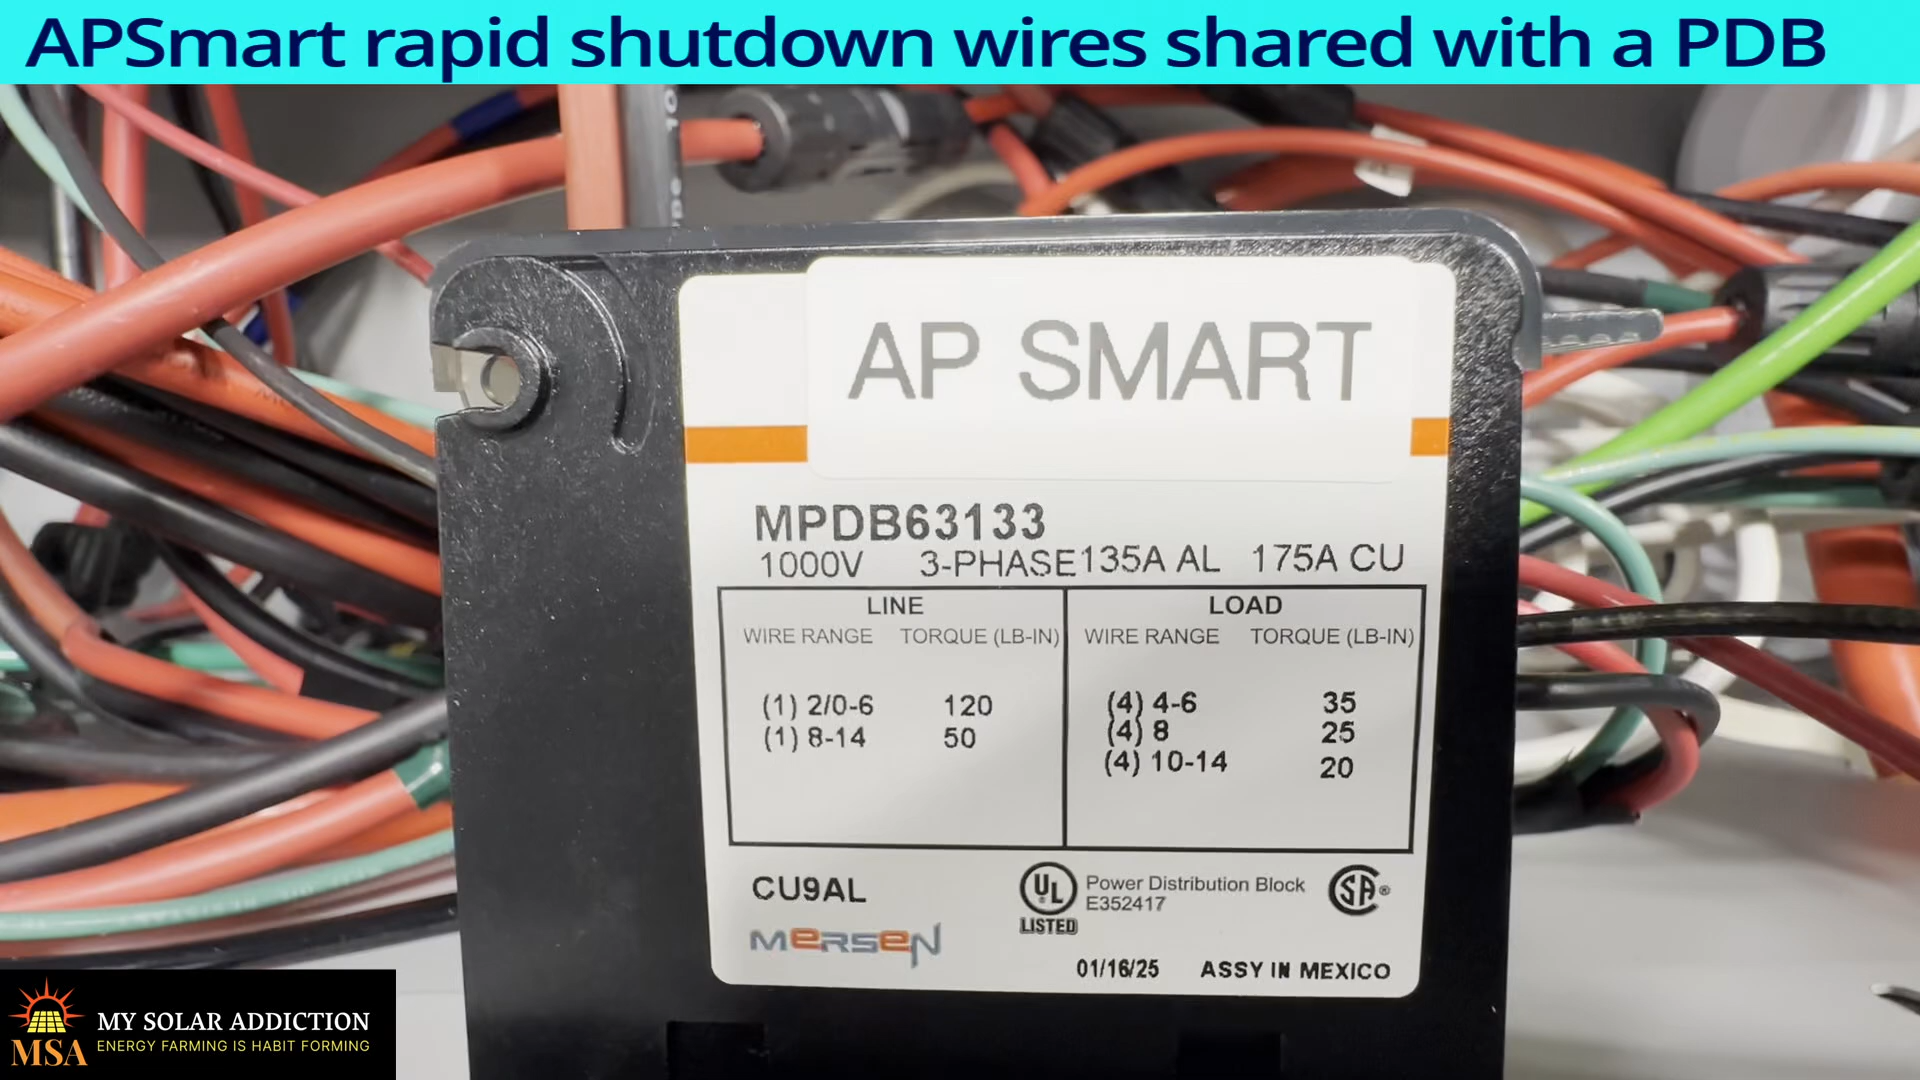 APSmart rapid shutdown wires shared with a PDB
AP SMART
MPDB63133
1000V 3-PHASE 135A AL 175A CU
LINE LOAD
WIRE RANGE TORQUE (LB-IN) WIRE RANGE TORQUE (LB-IN)
(1) 2/0-6 120 (4) 4-6 35
(1) 8-14 50 (4) 8 25
(4) 10-14 20
CU9AL
UL LISTED
Power Distribution Block
E352417
SA®
MERSEN
01/16/25 ASSY IN MEXICO
MSA
MY SOLAR ADDICTION
ENERGY FARMING IS HABIT FORMING